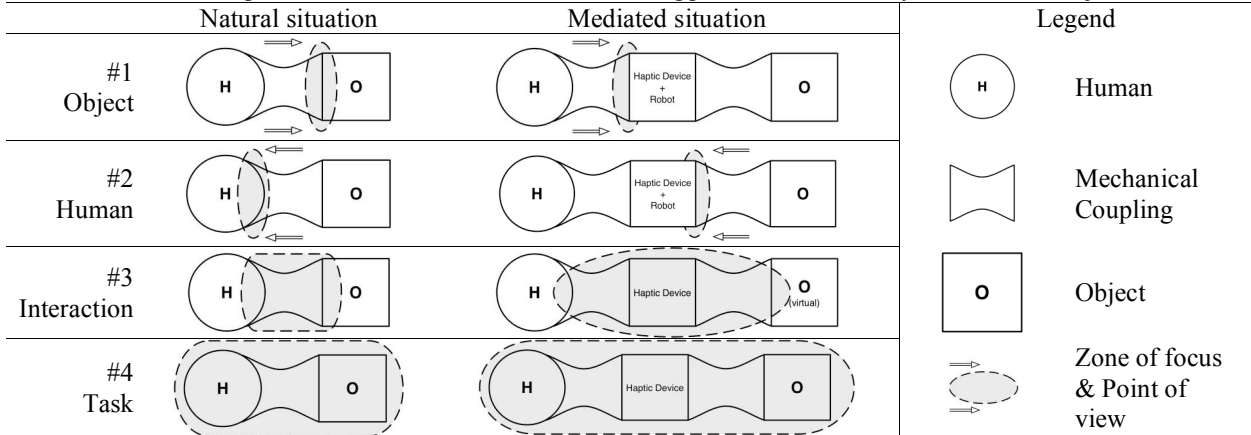 Natural situation Mediated situation Legend
#1
Object
H
O
H
Haptic Device
+
Robot
O
H
Human
#2
Human
H
O
H
Haptic Device
+
Robot
O
Mechanical
Coupling
#3
Interaction
H
O
H
Haptic Device
O
(virtual)
O
Object
#4
Task
H
O
H
Haptic Device
O
Zone of focus
& Point of
view